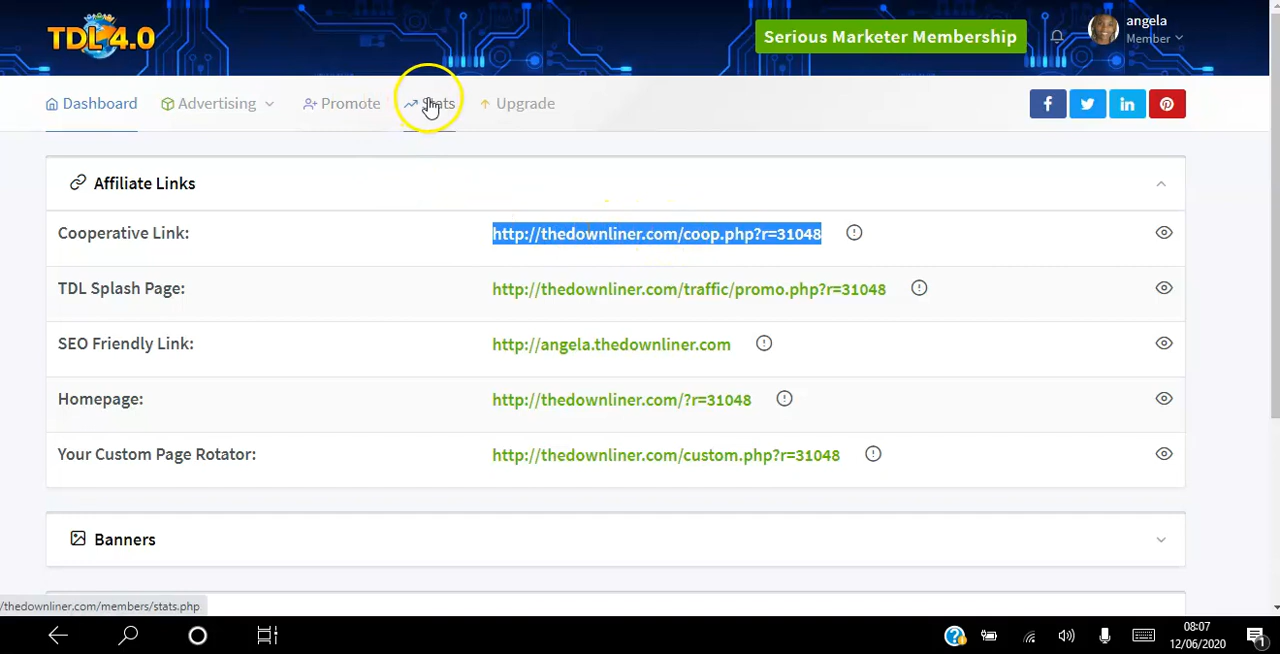 TDL 4.0
Serious Marketer Membership
angela
Member
Dashboard
Advertising
Promote
Stats
Upgrade
Affiliate Links
Cooperative Link: http://thedownliner.com/coop.php?r=31048
TDL Splash Page: http://thedownliner.com/traffic/promo.php?r=31048
SEO Friendly Link: http://angela.thedownliner.com
Homepage: http://thedownliner.com/?r=31048
Your Custom Page Rotator: http://thedownliner.com/custom.php?r=31048
Banners
/thedownliner.com/members/stats.php
08:07
12/06/2020
1